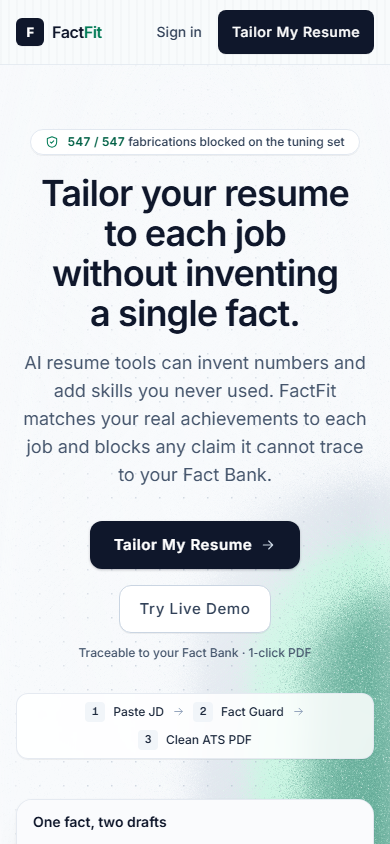 F FactFit Sign in Tailor My Resume
547 / 547 fabrications blocked on the tuning set
Tailor your resume
to each job
without inventing
a single fact.
AI resume tools can invent numbers and
add skills you never used. FactFit
matches your real achievements to each
job and blocks any claim it cannot trace
to your Fact Bank.
Tailor My Resume →
Try Live Demo
Traceable to your Fact Bank · 1-click PDF
1 Paste JD → 2 Fact Guard →
3 Clean ATS PDF
One fact, two drafts